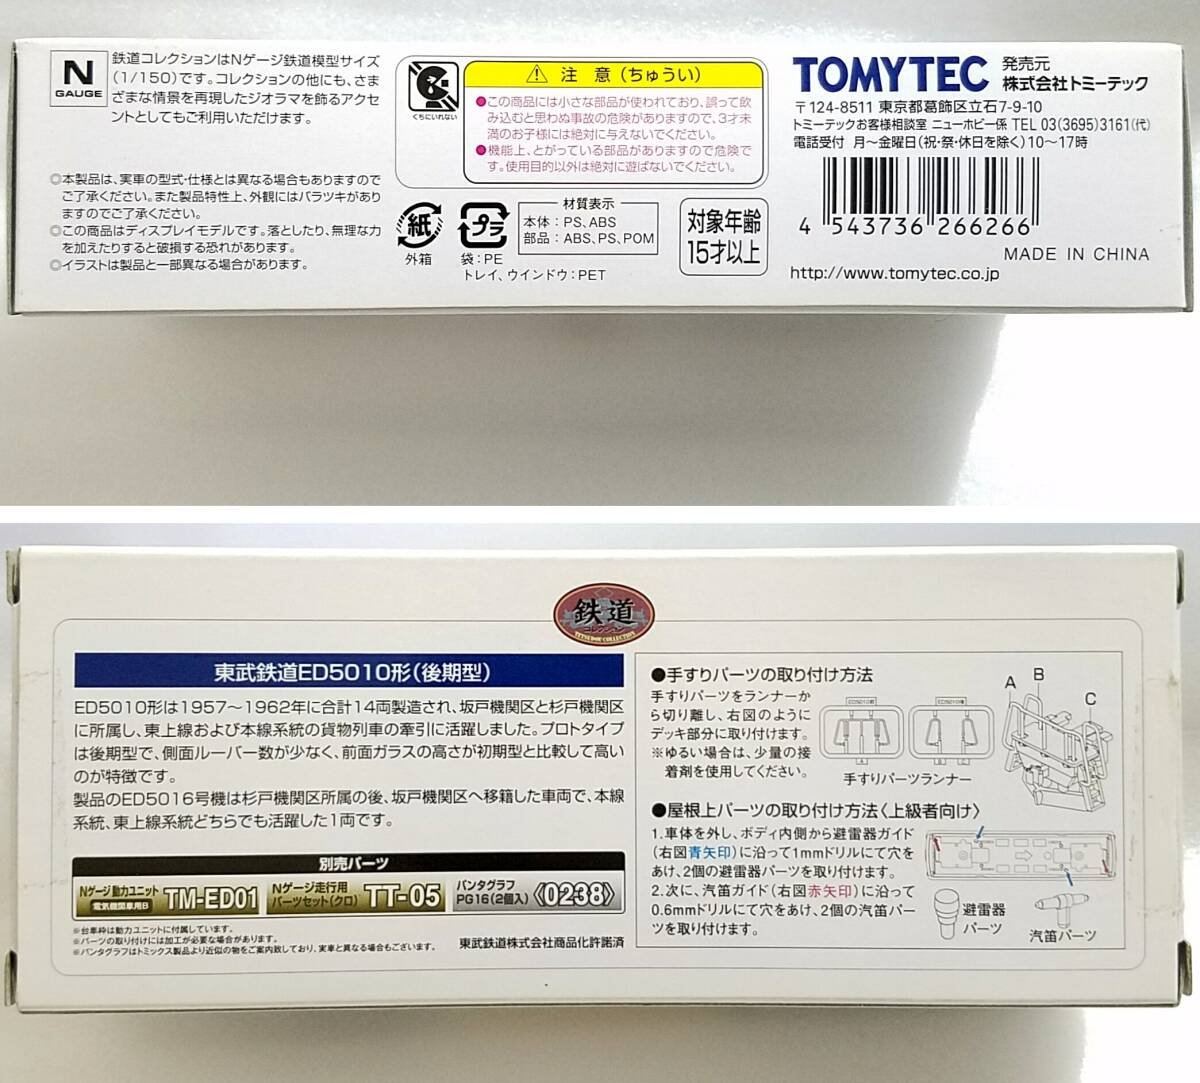 N
GAUGE
鉄道コレクションはNゲージ鉄道模型サイズ
(1/150)です。コレクションの他にも、さま
ざまな情景を再現したジオラマを飾るアクセ
ントとしてもご利用いただけます。
◎本製品は、実車の型式・仕様とは異なる場合もありますので
ご了承ください。また製品特性上、外観にはバラツキがあり
ますのでご了承ください。
◎この商品はディスプレイモデルです。落としたり、無理な力
を加えたりすると破損する恐れがあります。
◎イラストは製品と一部異なる場合があります。
くちにいれない
⚠ 注 意(ちゅうい)
●この商品には小さな部品が使われており、誤って飲
み込むと思わぬ事故の危険がありますので、3才未
満のお子様には絶対に与えないでください。
●機能上、とがっている部品がありますので危険で
す。使用目的以外は絶対に遊ばないでください。
紙
外箱
プラ
袋:PE
トレイ、ウインドウ:PET
材質表示
本体:PS、ABS
部品:ABS、PS、POM
対象年齢
15才以上
TOMYTEC
発売元
株式会社トミーテック
〒124-8511 東京都葛飾区立石7-9-10
トミーテックお客様相談室 ニューホビー係 TEL 03(3695)3161(代)
電話受付 月～金曜日(祝・祭・休日を除く)10～17時
4 543736 266266
MADE IN CHINA
http://www.tomytec.co.jp
鉄道
コレクション
TETSUDOU COLLECTION
東武鉄道ED5010形(後期型)
ED5010形は1957～1962年に合計14両製造され、坂戸機関区と杉戸機関区
に所属し、東上線および本線系統の貨物列車の牽引に活躍しました。プロトタイプ
は後期型で、側面ルーバー数が少なく、前面ガラスの高さが初期型と比較して高い
のが特徴です。
製品のED5016号機は杉戸機関区所属の後、坂戸機関区へ移籍した車両で、本線
系統、東上線系統どちらでも活躍した1両です。
別売パーツ
Nゲージ動力ユニット
電気機関車用B
TM-ED01
Nゲージ走行用
パーツセット(クロ)
TT-05
パンタグラフ
PG16(2個入)
《0238》
※台車枠は動力ユニットに付属しています。
※パーツの取り付けには加工が必要な場合があります。
※パンタグラフはトミックス製品より近似の物をご案内致しており、実車と異なる場合もございます。
東武鉄道株式会社商品化許諾済
●手すりパーツの取り付け方法
手すりパーツをランナーか
ら切り離し、右図のように
デッキ部分に取り付けます。
※ゆるい場合は、少量の接
着剤を使用してください。
手すりパーツランナー
A
B
C
●屋根上パーツの取り付け方法〈上級者向け〉
1.車体を外し、ボディ内側から避雷器ガイド
(右図青矢印)に沿って1mmドリルにて穴を
あけ、2個の避雷器パーツを取り付けます。
2.次に、汽笛ガイド(右図赤矢印)に沿って
0.6mmドリルにて穴をあけ、2個の汽笛パー
ツを取り付けます。
避雷器
パーツ
汽笛パーツ